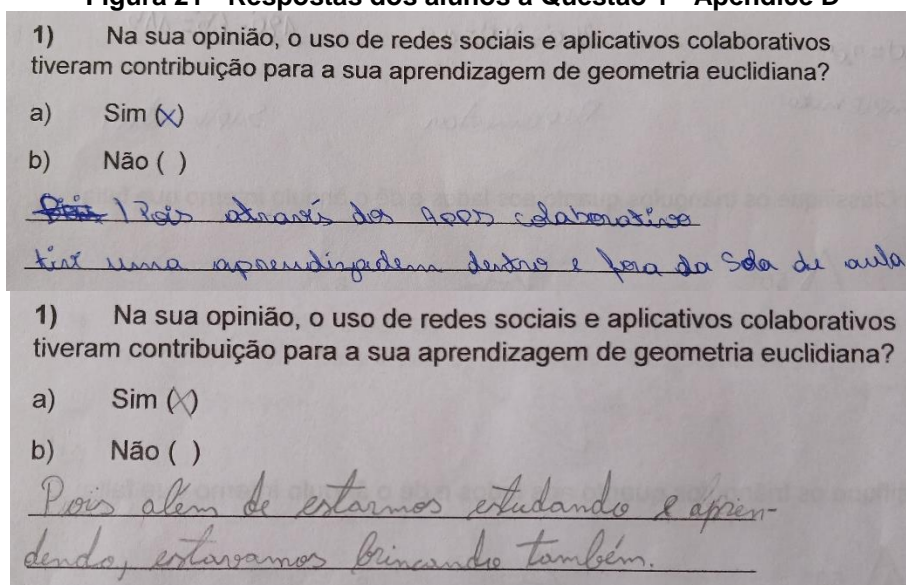 Figura 21 - Respostas dos alunos à Questão 1 - Apêndice D
1) Na sua opinião, o uso de redes sociais e aplicativos colaborativos
tiveram contribuição para a sua aprendizagem de geometria euclidiana?
a) Sim (X)
b) Não ( )
Pois através dos Apps colaborativos
tive uma aprendizadem dentro e fora da Sala de aula
1) Na sua opinião, o uso de redes sociais e aplicativos colaborativos
tiveram contribuição para a sua aprendizagem de geometria euclidiana?
a) Sim (X)
b) Não ( )
Pois além de estarmos estudando e apren-
dendo, estavamos brincando também.